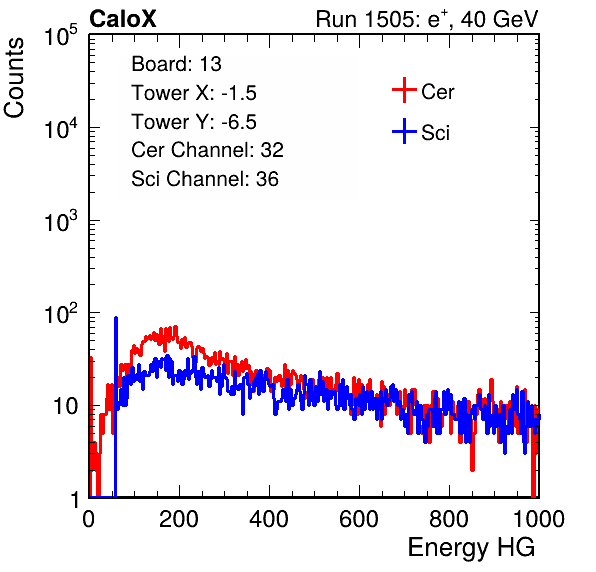 CaloX Run 1505: e⁺, 40 GeV
Counts
Board: 13
Tower X: -1.5
Tower Y: -6.5
Cer Channel: 32
Sci Channel: 36
Cer
Sci
10⁵
10⁴
10³
10²
10
1
0 200 400 600 800 1000
Energy HG